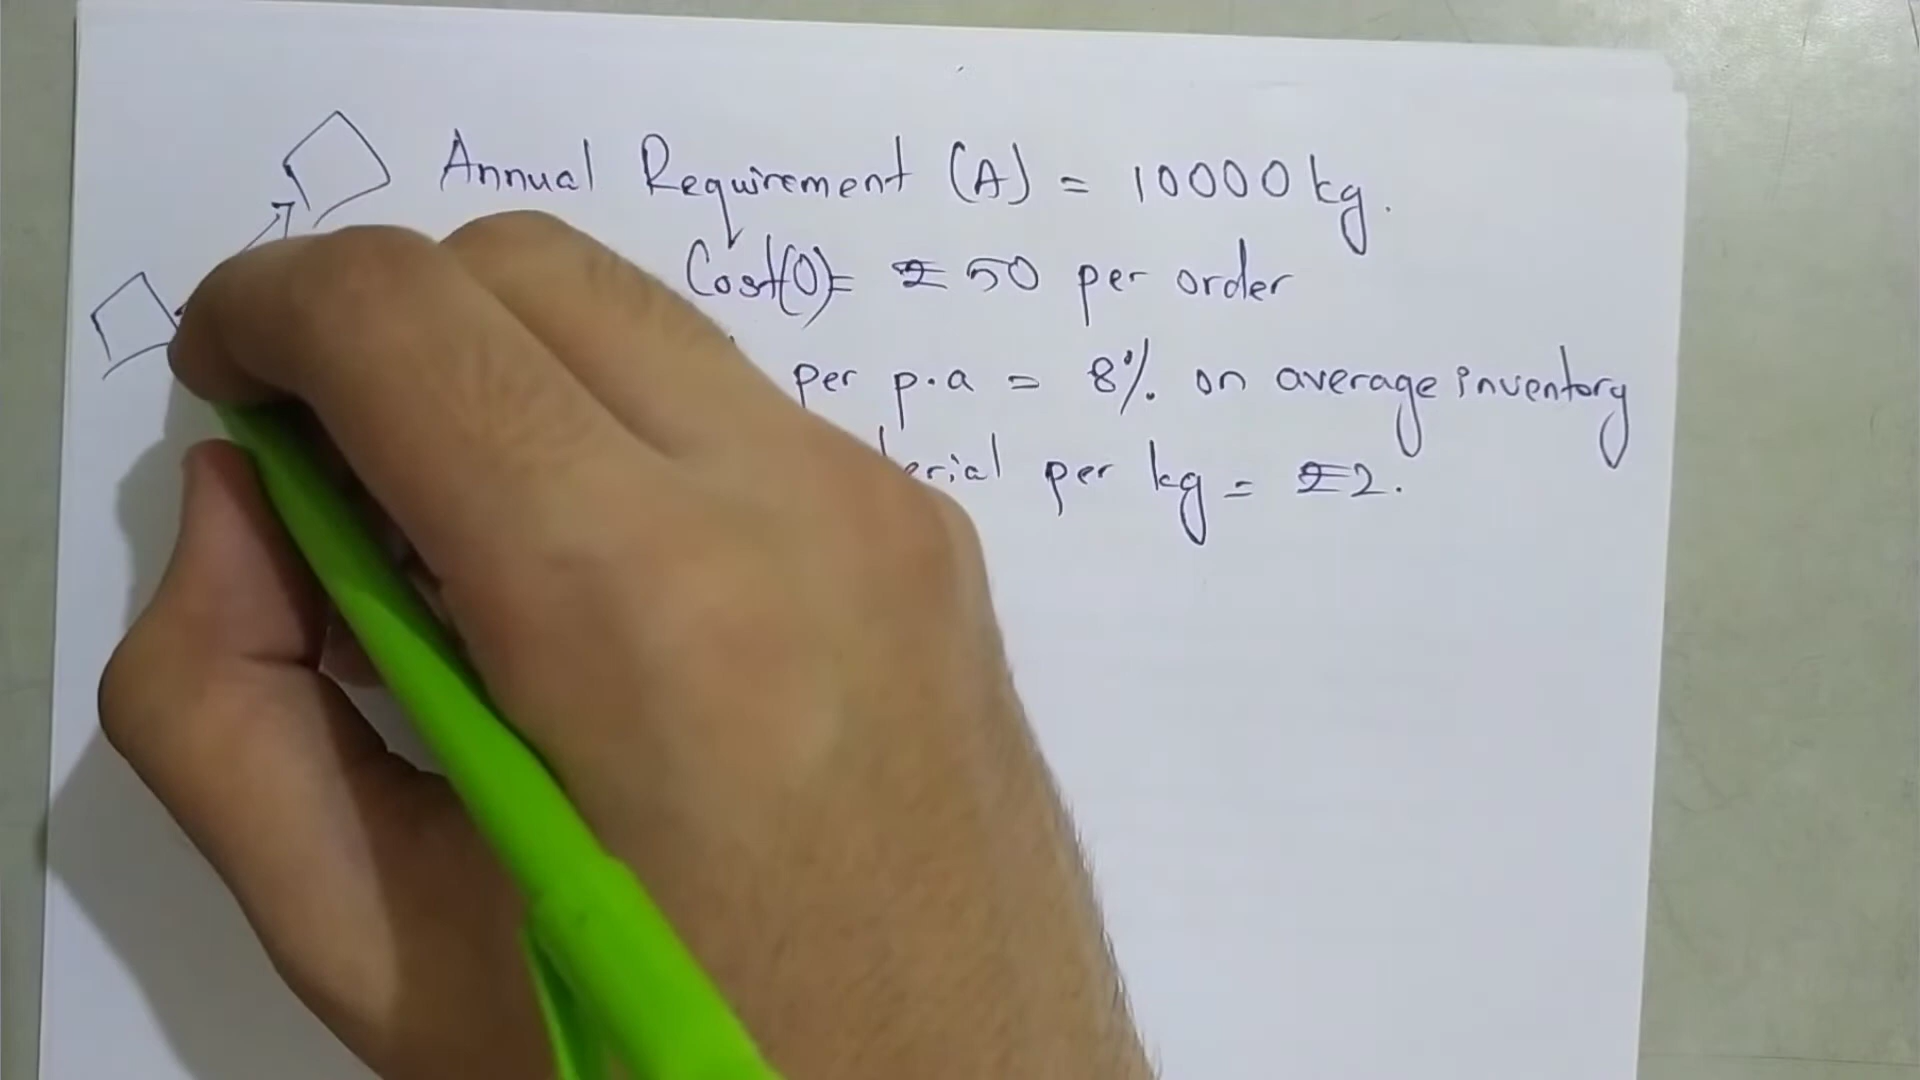 Annual Requirement (A) = 10000 kg.
Cost(O)= ₹50 per order
per p.a = 8% on average inventory
per kg = ₹2.